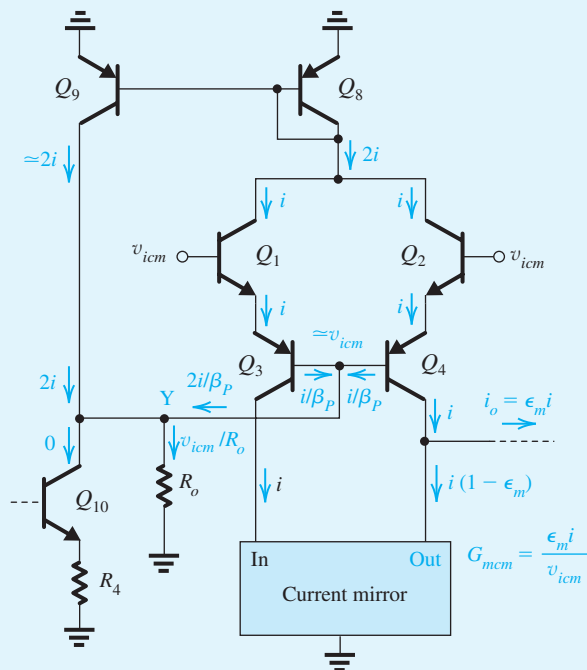 Q₉
Q₈
≃2i
2i
i
i
v_icm
Q₁
Q₂
v_icm
i
i
≃v_icm
Q₃
Q₄
2i/β_P
i/β_P
i/β_P
2i
Y
i
i_o = ϵ_m i
0
v_icm/R_o
Q₁₀
R_o
i
i (1 − ϵ_m)
R₄
In
Out
Current mirror
G_mcm = ϵ_m i / v_icm